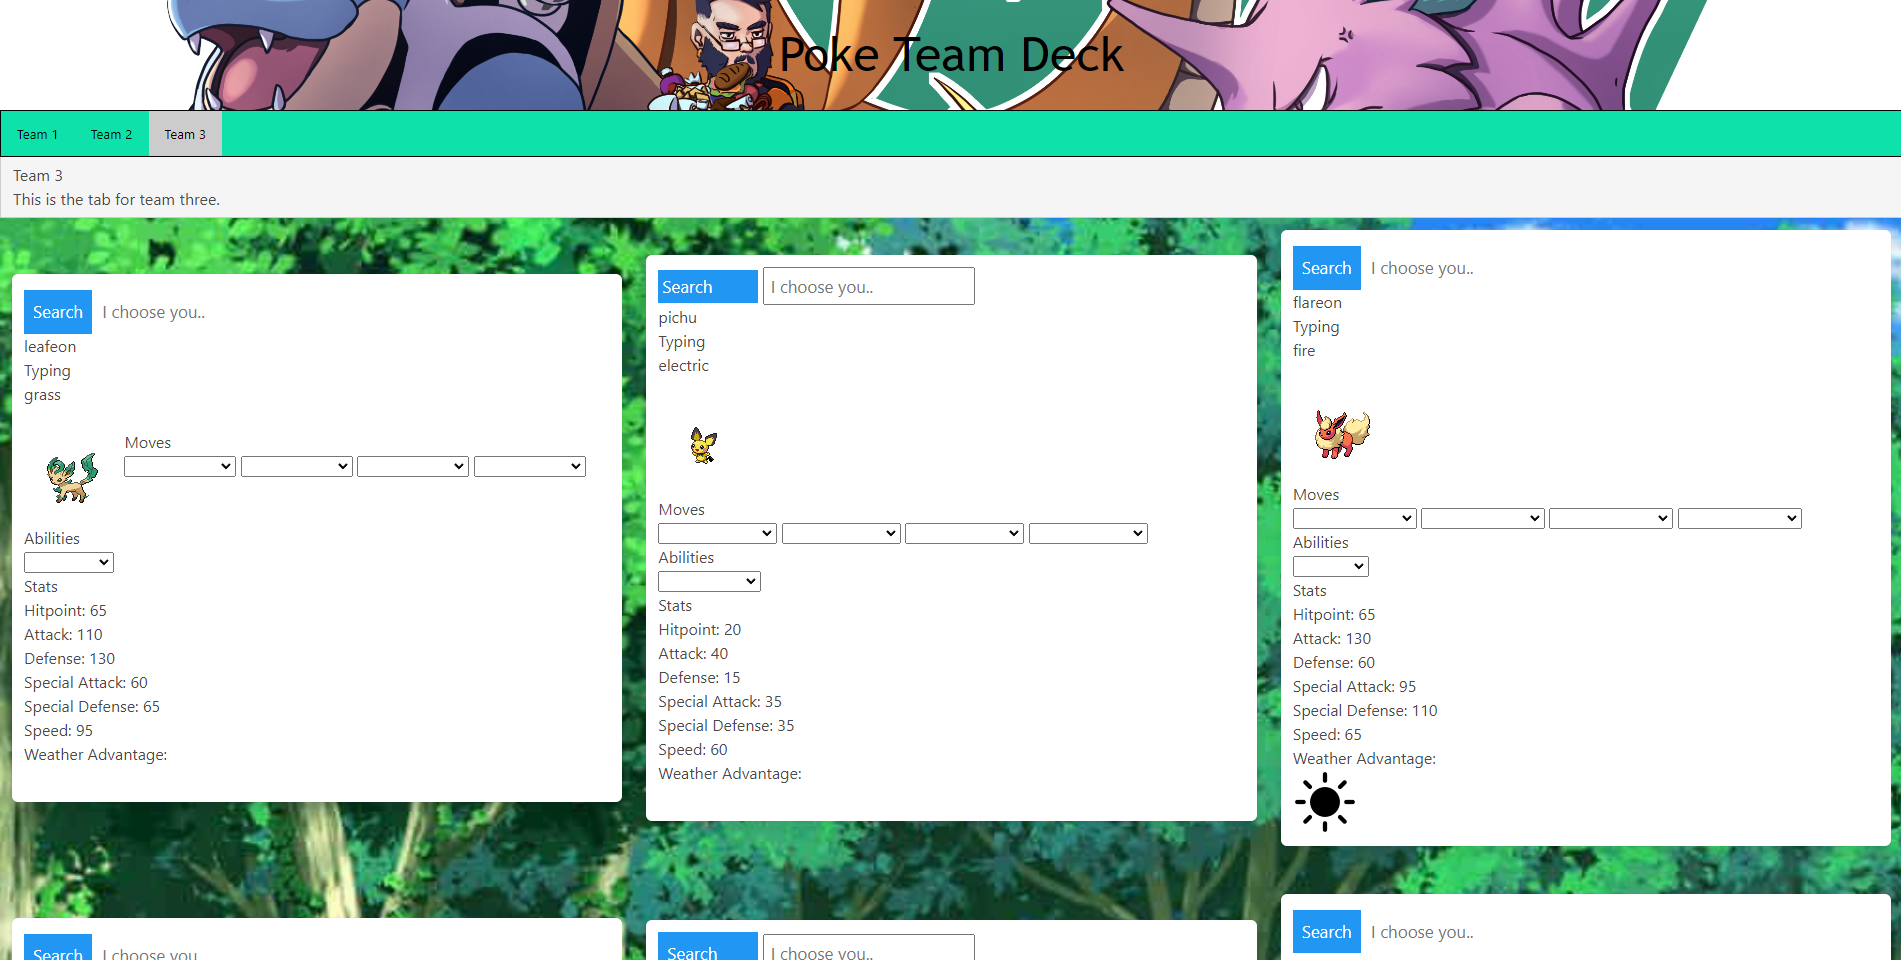 Poke Team Deck
Team 1 Team 2 Team 3
Team 3
This is the tab for team three.
Search I choose you..
leafeon
Typing
grass
Moves
Abilities
Stats
Hitpoint: 65
Attack: 110
Defense: 130
Special Attack: 60
Special Defense: 65
Speed: 95
Weather Advantage:
Search I choose you..
pichu
Typing
electric
Moves
Abilities
Stats
Hitpoint: 20
Attack: 40
Defense: 15
Special Attack: 35
Special Defense: 35
Speed: 60
Weather Advantage:
Search I choose you..
flareon
Typing
fire
Moves
Abilities
Stats
Hitpoint: 65
Attack: 130
Defense: 60
Special Attack: 95
Special Defense: 110
Speed: 65
Weather Advantage:
Search I choose you
Search I choose you..
Search I choose you..